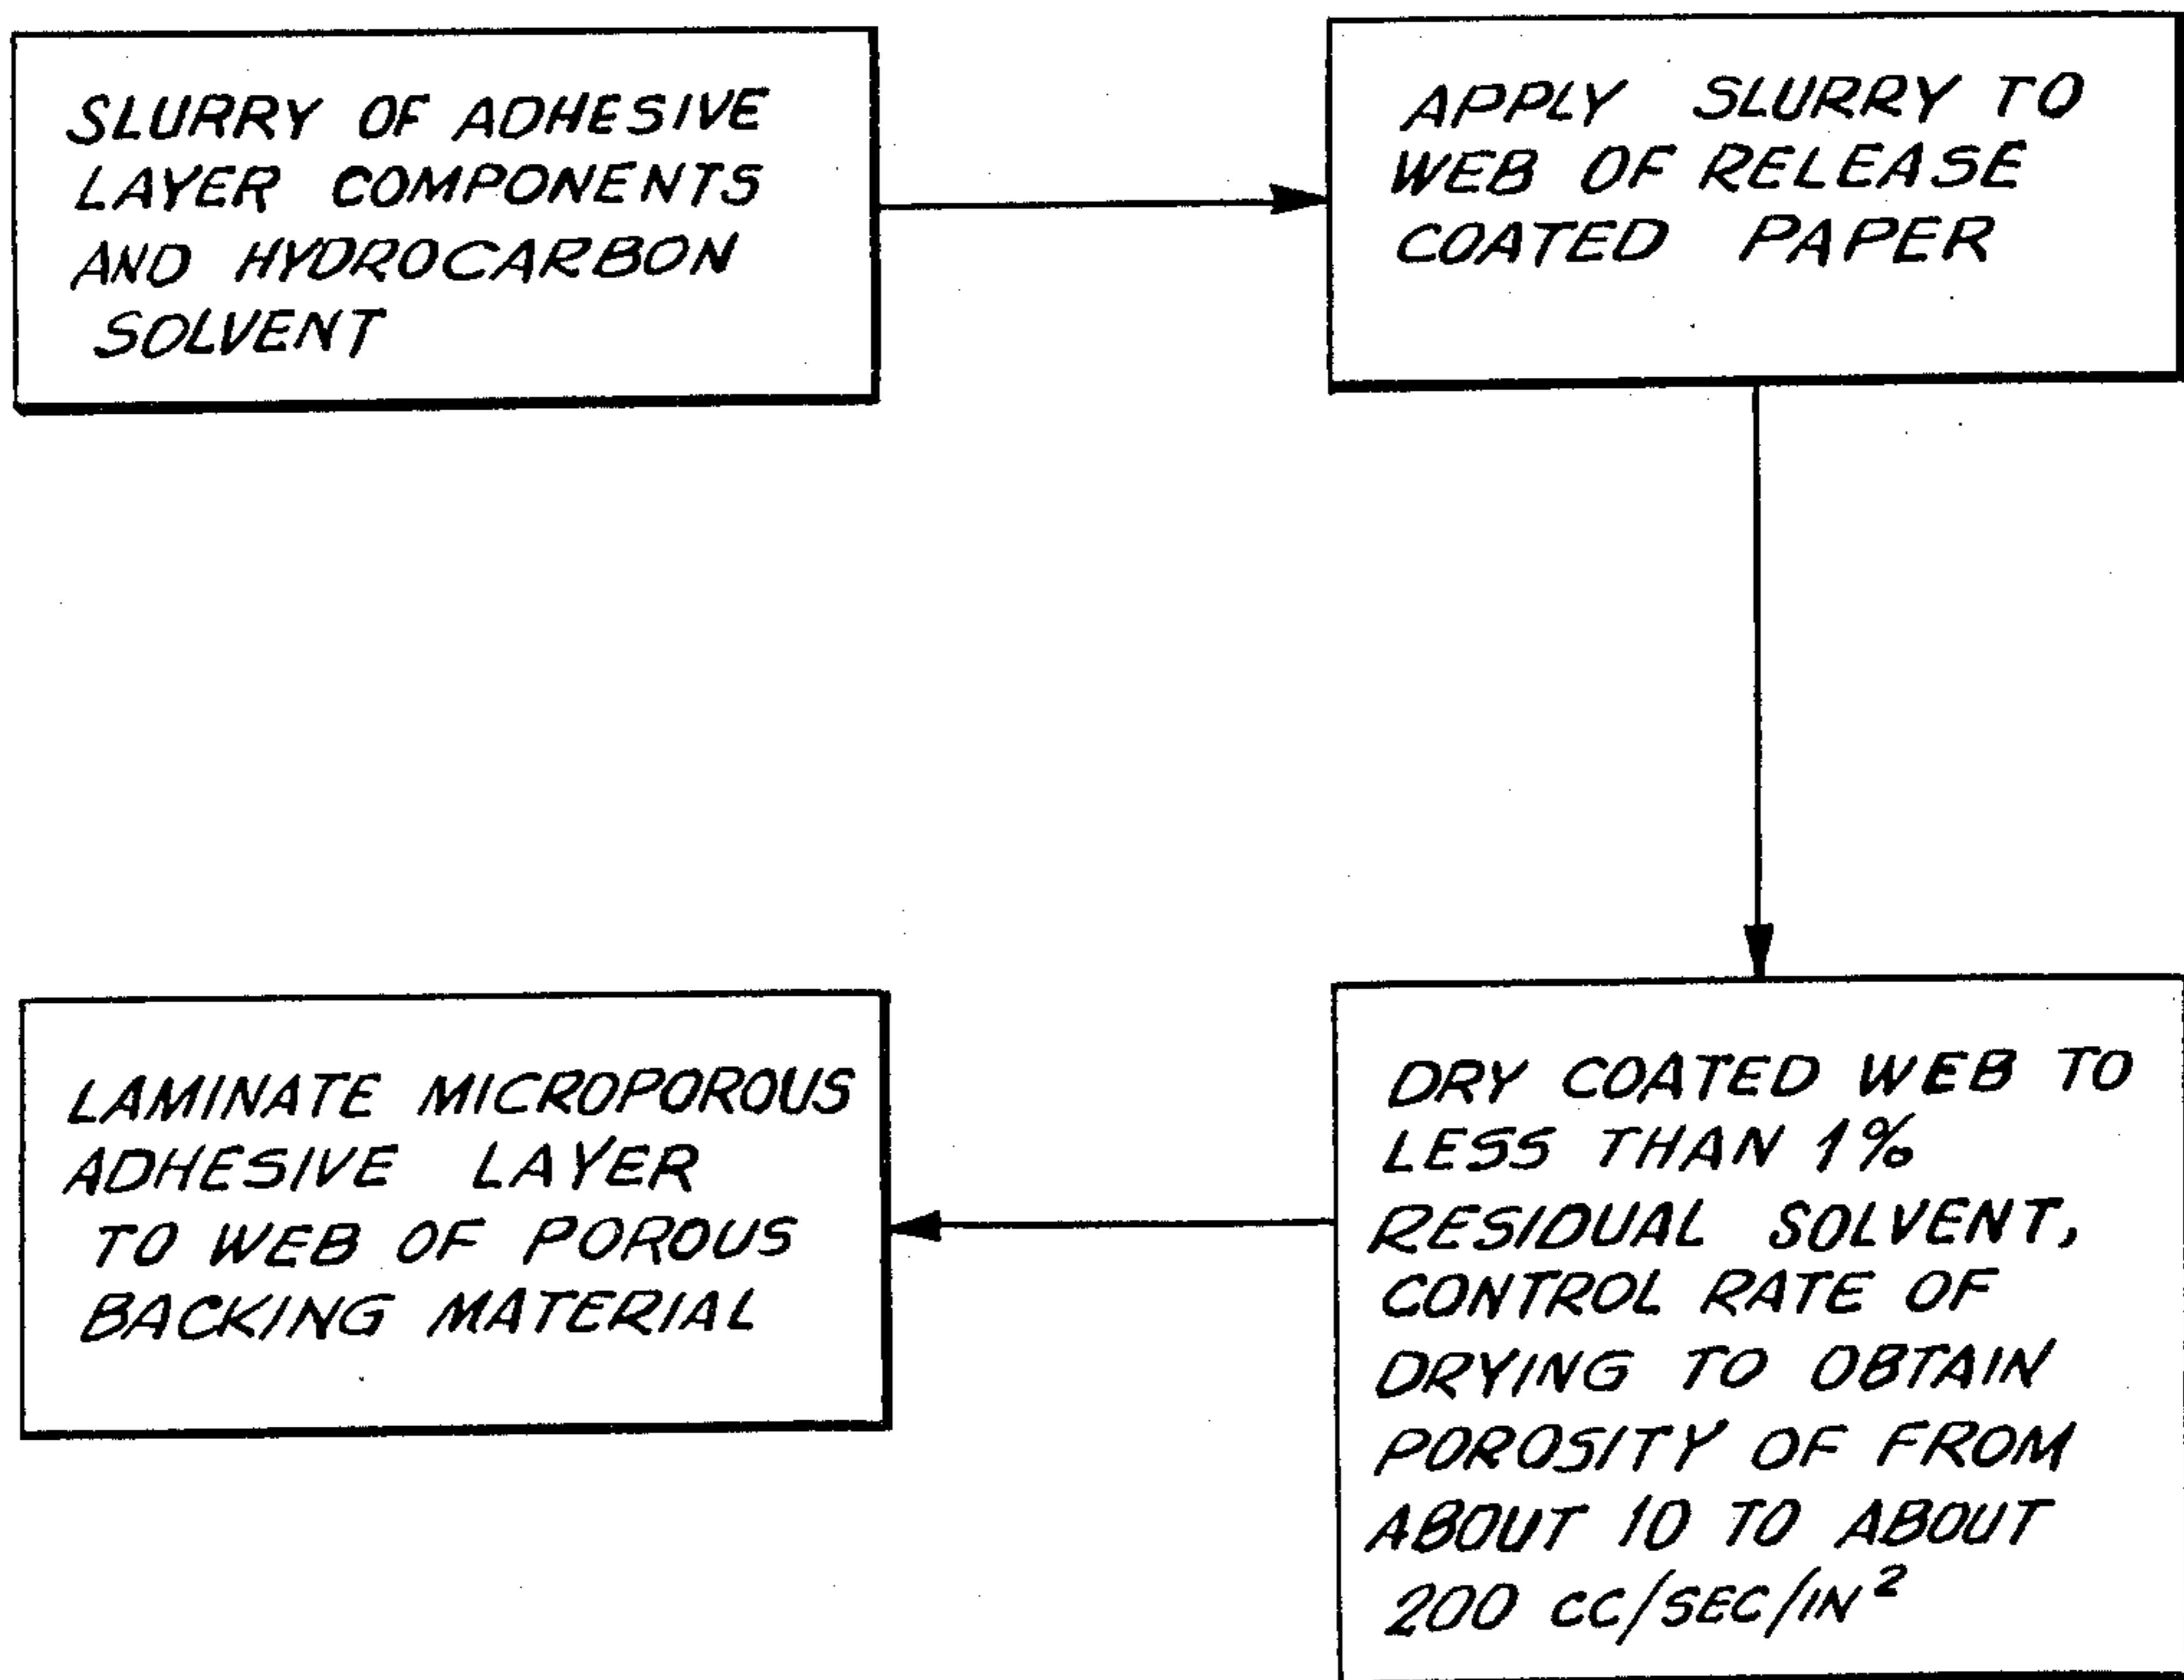 SLURRY OF ADHESIVE
LAYER COMPONENTS
AND HYDROCARBON
SOLVENT
APPLY SLURRY TO
WEB OF RELEASE
COATED PAPER
DRY COATED WEB TO
LESS THAN 1%
RESIDUAL SOLVENT,
CONTROL RATE OF
DRYING TO OBTAIN
POROSITY OF FROM
ABOUT 10 TO ABOUT
200 CC/SEC/IN²
LAMINATE MICROPOROUS
ADHESIVE LAYER
TO WEB OF POROUS
BACKING MATERIAL